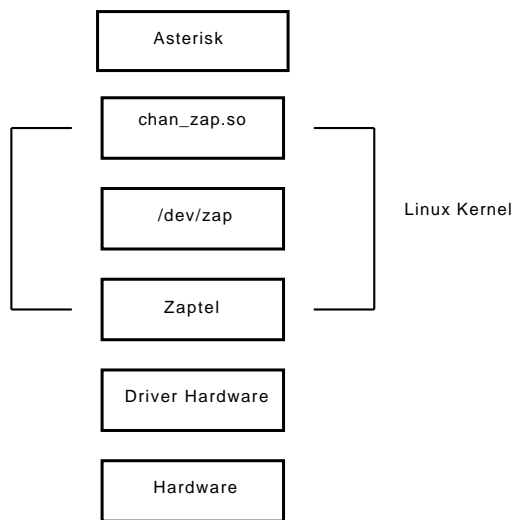 Asterisk
chan_zap.so
/dev/zap
Linux Kernel
Zaptel
Driver Hardware
Hardware